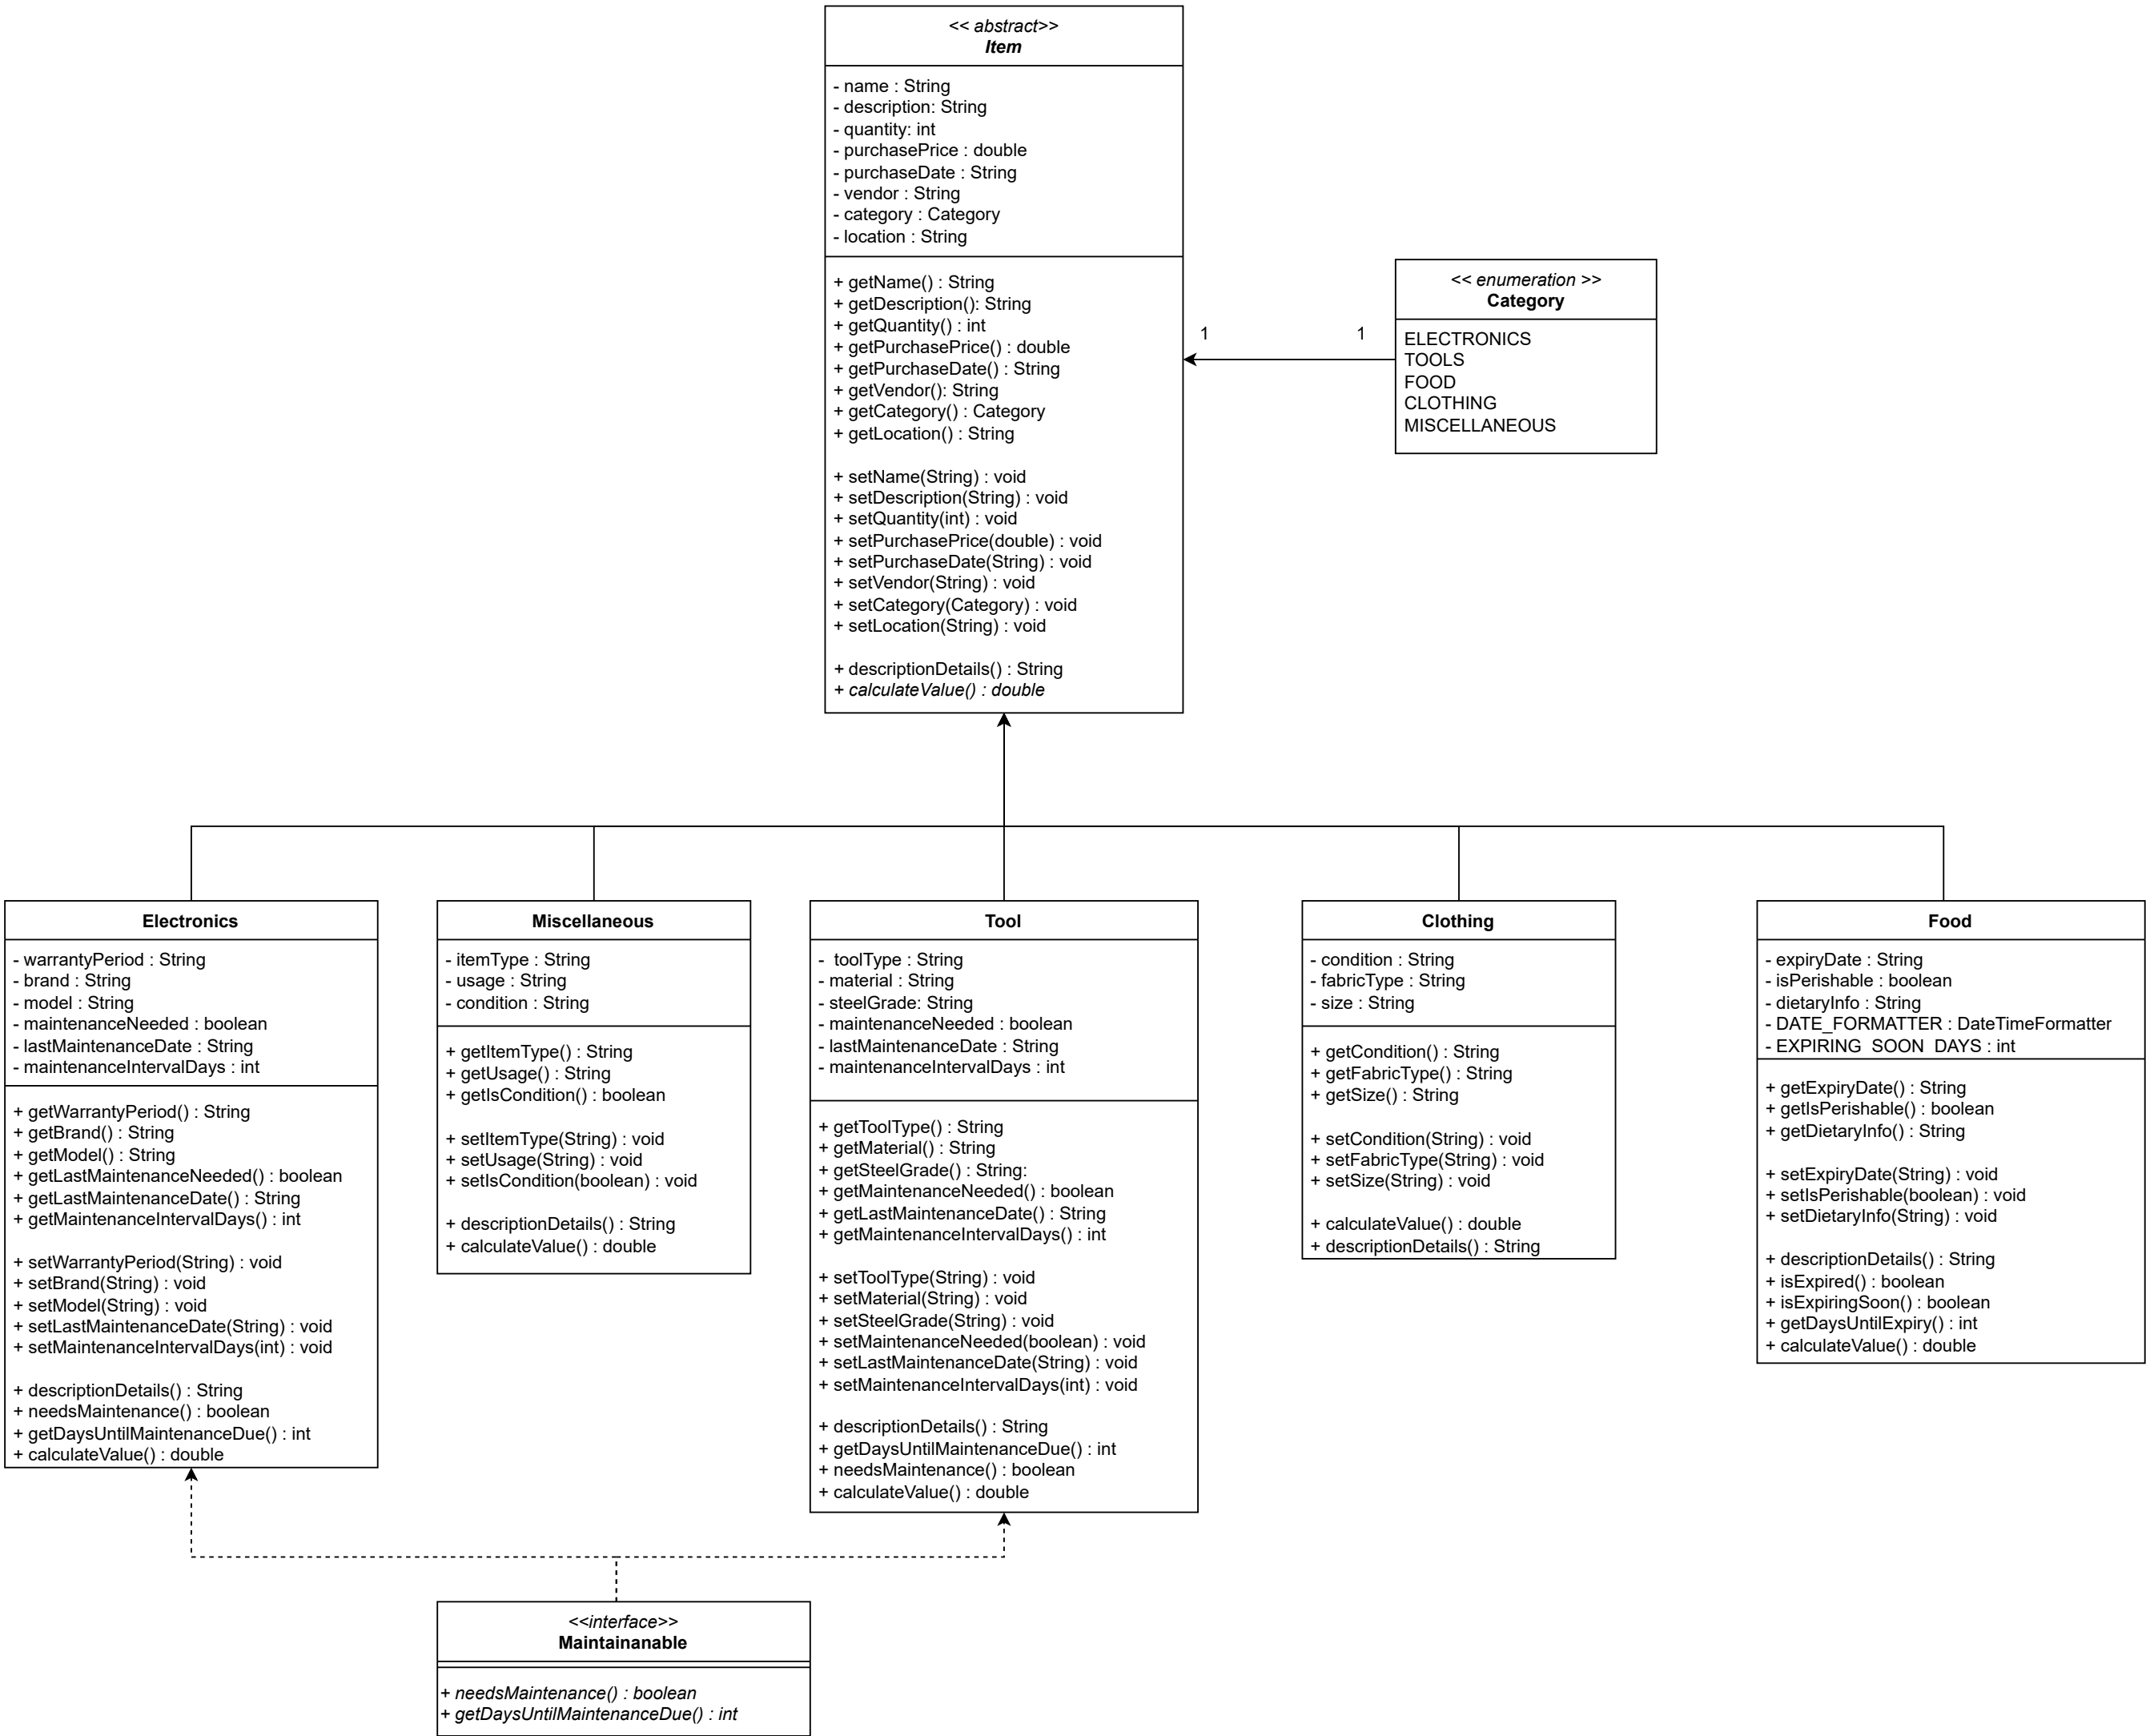 << abstract>>
Item
- name : String
- description: String
- quantity: int
- purchasePrice : double
- purchaseDate : String
- vendor : String
- category : Category
- location : String
+ getName() : String
+ getDescription(): String
+ getQuantity() : int
+ getPurchasePrice() : double
+ getPurchaseDate() : String
+ getVendor(): String
+ getCategory() : Category
+ getLocation() : String
+ setName(String) : void
+ setDescription(String) : void
+ setQuantity(int) : void
+ setPurchasePrice(double) : void
+ setPurchaseDate(String) : void
+ setVendor(String) : void
+ setCategory(Category) : void
+ setLocation(String) : void
+ descriptionDetails() : String
+ calculateValue() : double
1
1
<< enumeration >>
Category
ELECTRONICS
TOOLS
FOOD
CLOTHING
MISCELLANEOUS
Electronics
- warrantyPeriod : String
- brand : String
- model : String
- maintenanceNeeded : boolean
- lastMaintenanceDate : String
- maintenanceIntervalDays : int
+ getWarrantyPeriod() : String
+ getBrand() : String
+ getModel() : String
+ getLastMaintenanceNeeded() : boolean
+ getLastMaintenanceDate() : String
+ getMaintenanceIntervalDays() : int
+ setWarrantyPeriod(String) : void
+ setBrand(String) : void
+ setModel(String) : void
+ setLastMaintenanceDate(String) : void
+ setMaintenanceIntervalDays(int) : void
+ descriptionDetails() : String
+ needsMaintenance() : boolean
+ getDaysUntilMaintenanceDue() : int
+ calculateValue() : double
Miscellaneous
- itemType : String
- usage : String
- condition : String
+ getItemType() : String
+ getUsage() : String
+ getIsCondition() : boolean
+ setItemType(String) : void
+ setUsage(String) : void
+ setIsCondition(boolean) : void
+ descriptionDetails() : String
+ calculateValue() : double
Tool
- toolType : String
- material : String
- steelGrade: String
- maintenanceNeeded : boolean
- lastMaintenanceDate : String
- maintenanceIntervalDays : int
+ getToolType() : String
+ getMaterial() : String
+ getSteelGrade() : String:
+ getMaintenanceNeeded() : boolean
+ getLastMaintenanceDate() : String
+ getMaintenanceIntervalDays() : int
+ setToolType(String) : void
+ setMaterial(String) : void
+ setSteelGrade(String) : void
+ setMaintenanceNeeded(boolean) : void
+ setLastMaintenanceDate(String) : void
+ setMaintenanceIntervalDays(int) : void
+ descriptionDetails() : String
+ getDaysUntilMaintenanceDue() : int
+ needsMaintenance() : boolean
+ calculateValue() : double
Clothing
- condition : String
- fabricType : String
- size : String
+ getCondition() : String
+ getFabricType() : String
+ getSize() : String
+ setCondition(String) : void
+ setFabricType(String) : void
+ setSize(String) : void
+ calculateValue() : double
+ descriptionDetails() : String
Food
- expiryDate : String
- isPerishable : boolean
- dietaryInfo : String
- DATE_FORMATTER : DateTimeFormatter
- EXPIRING_SOON_DAYS : int
+ getExpiryDate() : String
+ getIsPerishable() : boolean
+ getDietaryInfo() : String
+ setExpiryDate(String) : void
+ setIsPerishable(boolean) : void
+ setDietaryInfo(String) : void
+ descriptionDetails() : String
+ isExpired() : boolean
+ isExpiringSoon() : boolean
+ getDaysUntilExpiry() : int
+ calculateValue() : double
<<interface>>
Maintainanable
+ needsMaintenance() : boolean
+ getDaysUntilMaintenanceDue() : int